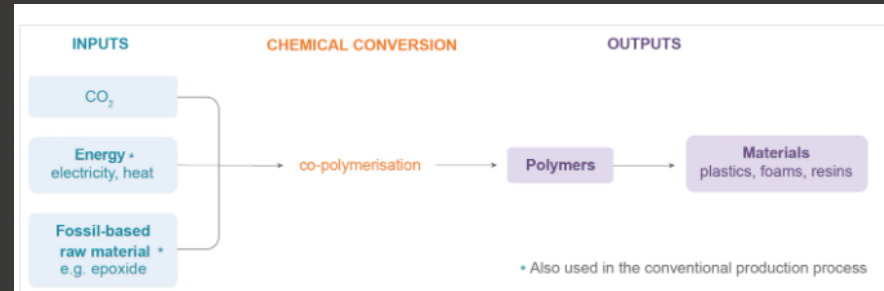 INPUTS
CHEMICAL CONVERSION
OUTPUTS
CO₂
Energy *
electricity, heat
Fossil-based
raw material *
e.g. epoxide
co-polymerisation
Polymers
Materials
plastics, foams, resins
* Also used in the conventional production process